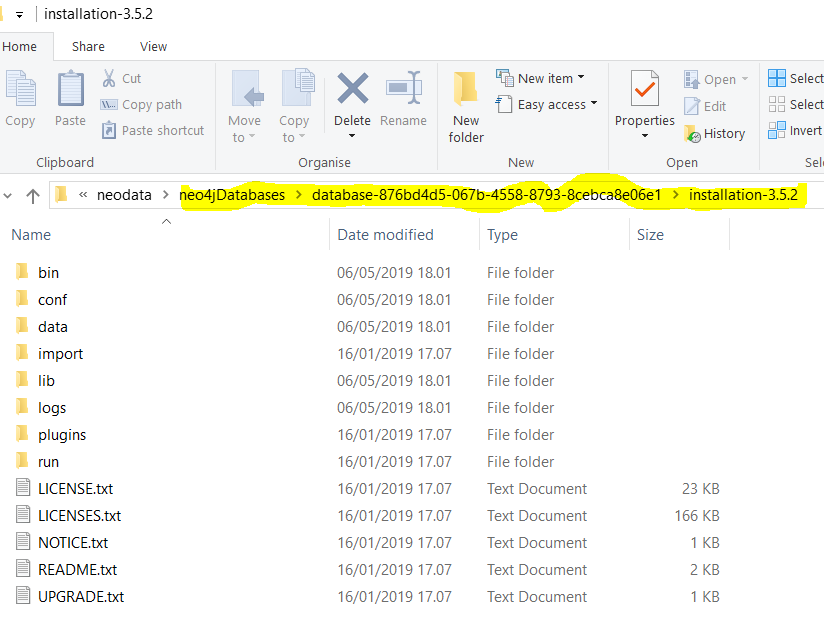 installation-3.5.2
Home Share View
Copy
Paste
Cut
Copy path
Paste shortcut
Clipboard
Move to
Copy to
Delete
Rename
Organise
New folder
New item
Easy access
New
Properties
Open
Edit
History
Open
Select
Select
Invert
Sel
« neodata > neo4jDatabases > database-876bd4d5-067b-4558-8793-8cebca8e06e1 > installation-3.5.2
Name Date modified Type Size
bin 06/05/2019 18.01 File folder
conf 06/05/2019 18.01 File folder
data 06/05/2019 18.01 File folder
import 16/01/2019 17.07 File folder
lib 06/05/2019 18.01 File folder
logs 06/05/2019 18.01 File folder
plugins 16/01/2019 17.07 File folder
run 16/01/2019 17.07 File folder
LICENSE.txt 16/01/2019 17.07 Text Document 23 KB
LICENSES.txt 16/01/2019 17.07 Text Document 166 KB
NOTICE.txt 16/01/2019 17.07 Text Document 1 KB
README.txt 16/01/2019 17.07 Text Document 2 KB
UPGRADE.txt 16/01/2019 17.07 Text Document 1 KB